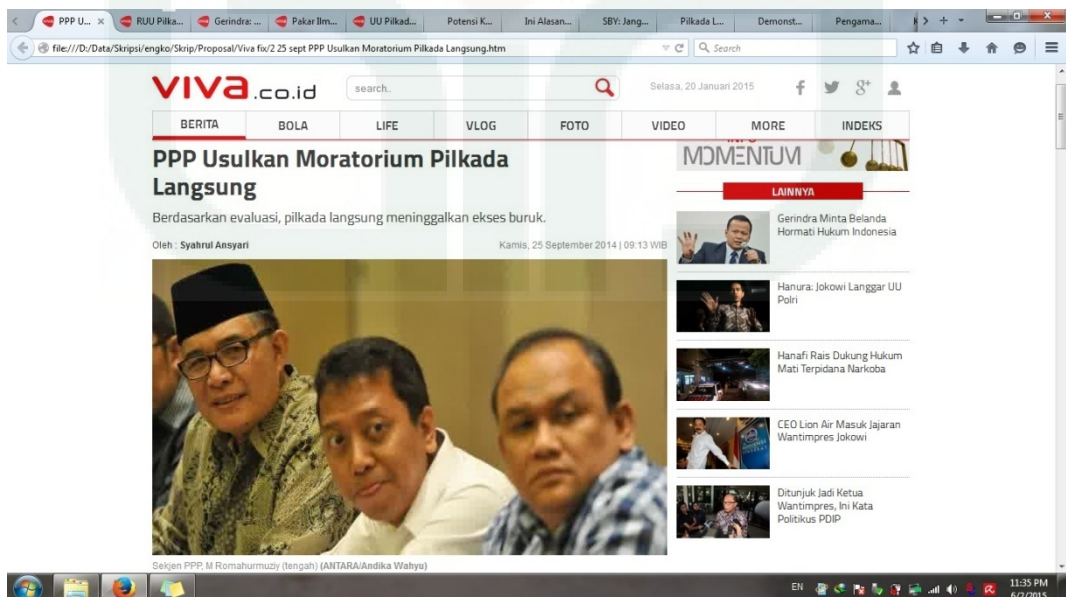 PPP U...
RUU Pilka...
Gerindra: ...
Pakar Ilm...
UU Pilkad...
Potensi K...
Ini Alasan...
SBY: Jang...
Pilkada L...
Demonst...
Pengama...
file:///D:/Data/Skripsi/engko/Skrip/Proposal/Viva fix/2 25 sept PPP Usulkan Moratorium Pilkada Langsung.htm
Search
VIVA.co.id
search..
Selasa, 20 Januari 2015
BERITA BOLA LIFE VLOG FOTO VIDEO MORE INDEKS
PPP Usulkan Moratorium Pilkada
Langsung
Berdasarkan evaluasi, pilkada langsung meninggalkan ekses buruk.
Oleh : Syahrul Ansyari
Kamis, 25 September 2014 | 09:13 WIB
Sekjen PPP, M Romahurmuziy (tengah) (ANTARA/Andika Wahyu)
MOMENTUM
LAINNYA
Gerindra Minta Belanda
Hormati Hukum Indonesia
Hanura: Jokowi Langgar UU
Polri
Hanafi Rais Dukung Hukum
Mati Terpidana Narkoba
CEO Lion Air Masuk Jajaran
Wantimpres Jokowi
Ditunjuk Jadi Ketua
Wantimpres, Ini Kata
Politikus PDIP
EN
11:35 PM
6/2/2015